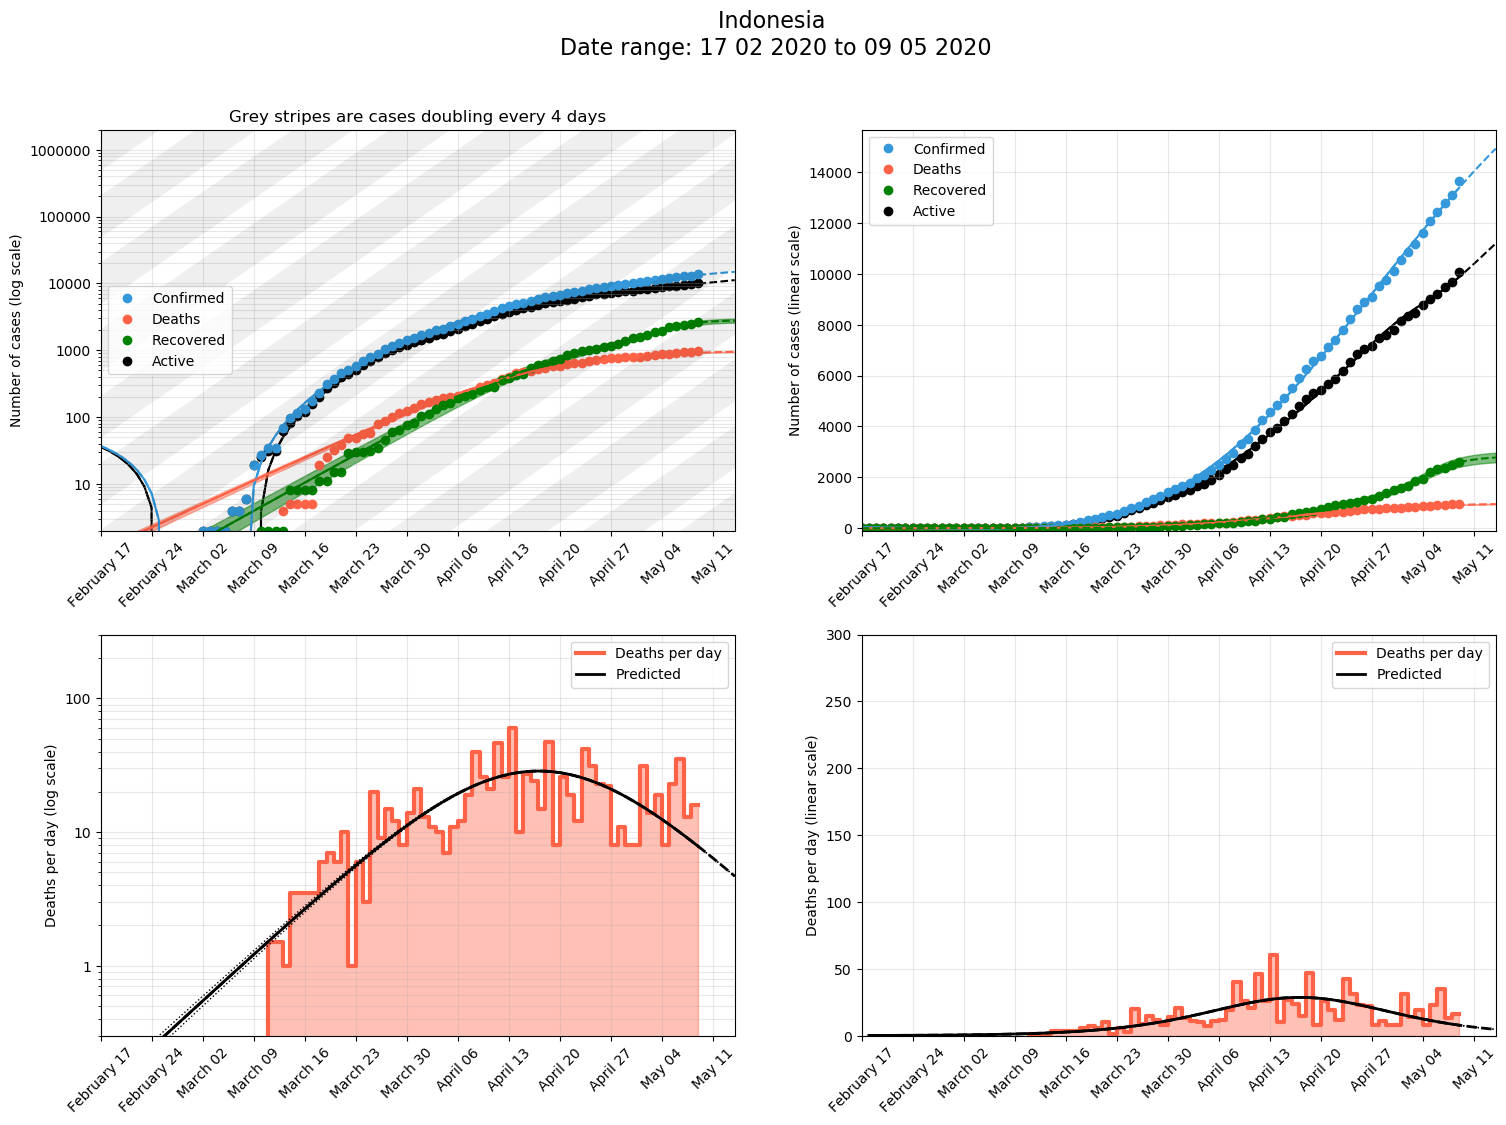 Indonesia
Date range: 17 02 2020 to 09 05 2020
Grey stripes are cases doubling every 4 days
Number of cases (log scale)
1000000
100000
10000
1000
100
10
Confirmed
Deaths
Recovered
Active
February 17
February 24
March 02
March 09
March 16
March 23
March 30
April 06
April 13
April 20
April 27
May 04
May 11
Number of cases (linear scale)
14000
12000
10000
8000
6000
4000
2000
0
Confirmed
Deaths
Recovered
Active
February 17
February 24
March 02
March 09
March 16
March 23
March 30
April 06
April 13
April 20
April 27
May 04
May 11
Deaths per day (log scale)
100
10
1
Deaths per day
Predicted
February 17
February 24
March 02
March 09
March 16
March 23
March 30
April 06
April 13
April 20
April 27
May 04
May 11
Deaths per day (linear scale)
300
250
200
150
100
50
0
Deaths per day
Predicted
February 17
February 24
March 02
March 09
March 16
March 23
March 30
April 06
April 13
April 20
April 27
May 04
May 11